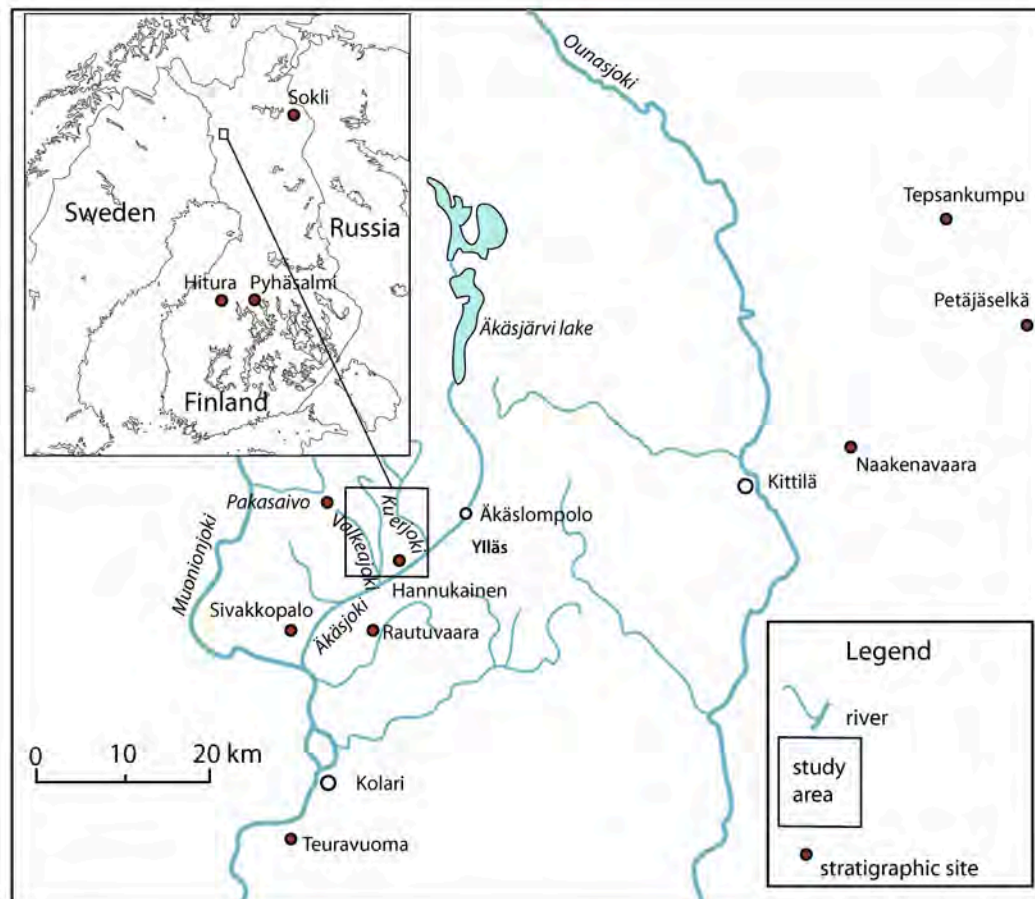 Ounasjoki
Sokli
Sweden
Russia
Hitura
Pyhäsalmi
Finland
Tepsankumpu
Petäjäselkä
Äkäsjärvi lake
Naakenavaara
Kittilä
Pakasaivo
Valkeajoki
Kuerjoki
Äkäslompolo
Ylläs
Muonionjoki
Hannukainen
Sivakkopalo
Äkäsjoki
Rautuvaara
0 10 20 km
Kolari
Teuravuoma
Legend
river
study
area
stratigraphic site